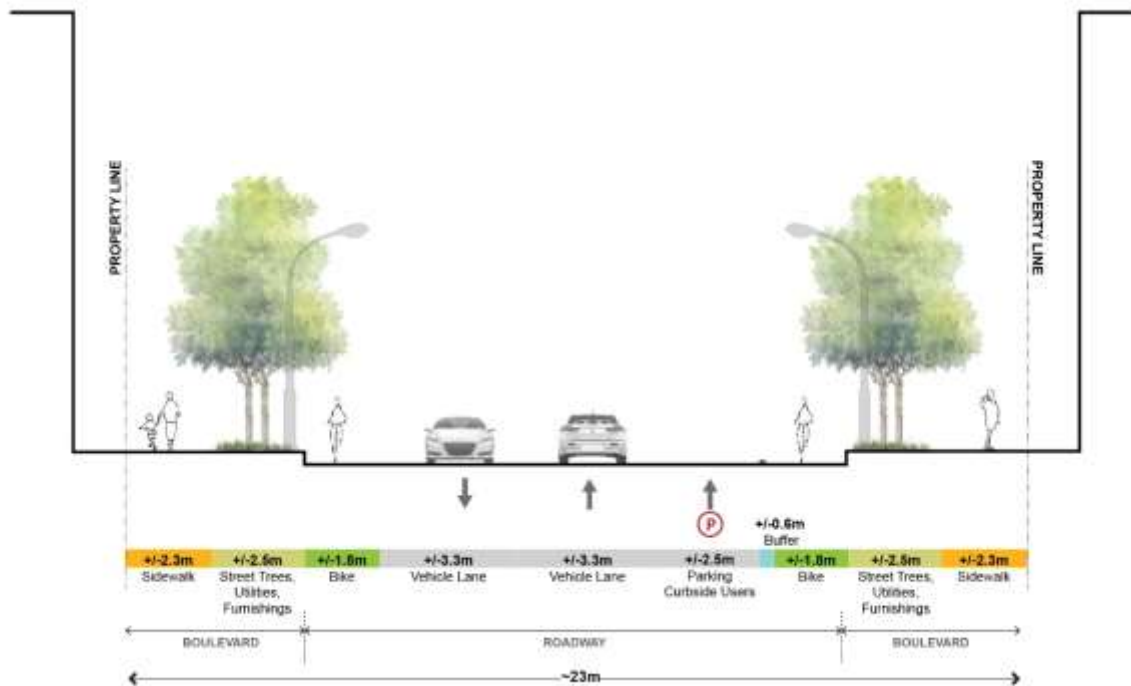 PROPERTY LINE
PROPERTY LINE
P
+/-0.6m
Buffer
+/-2.3m
Sidewalk
+/-2.5m
Street Trees,
Utilities,
Furnishings
+/-1.8m
Bike
+/-3.3m
Vehicle Lane
+/-3.3m
Vehicle Lane
+/-2.5m
Parking
Curbside Users
+/-1.8m
Bike
+/-2.5m
Street Trees,
Utilities,
Furnishings
+/-2.3m
Sidewalk
BOULEVARD
ROADWAY
BOULEVARD
~23m